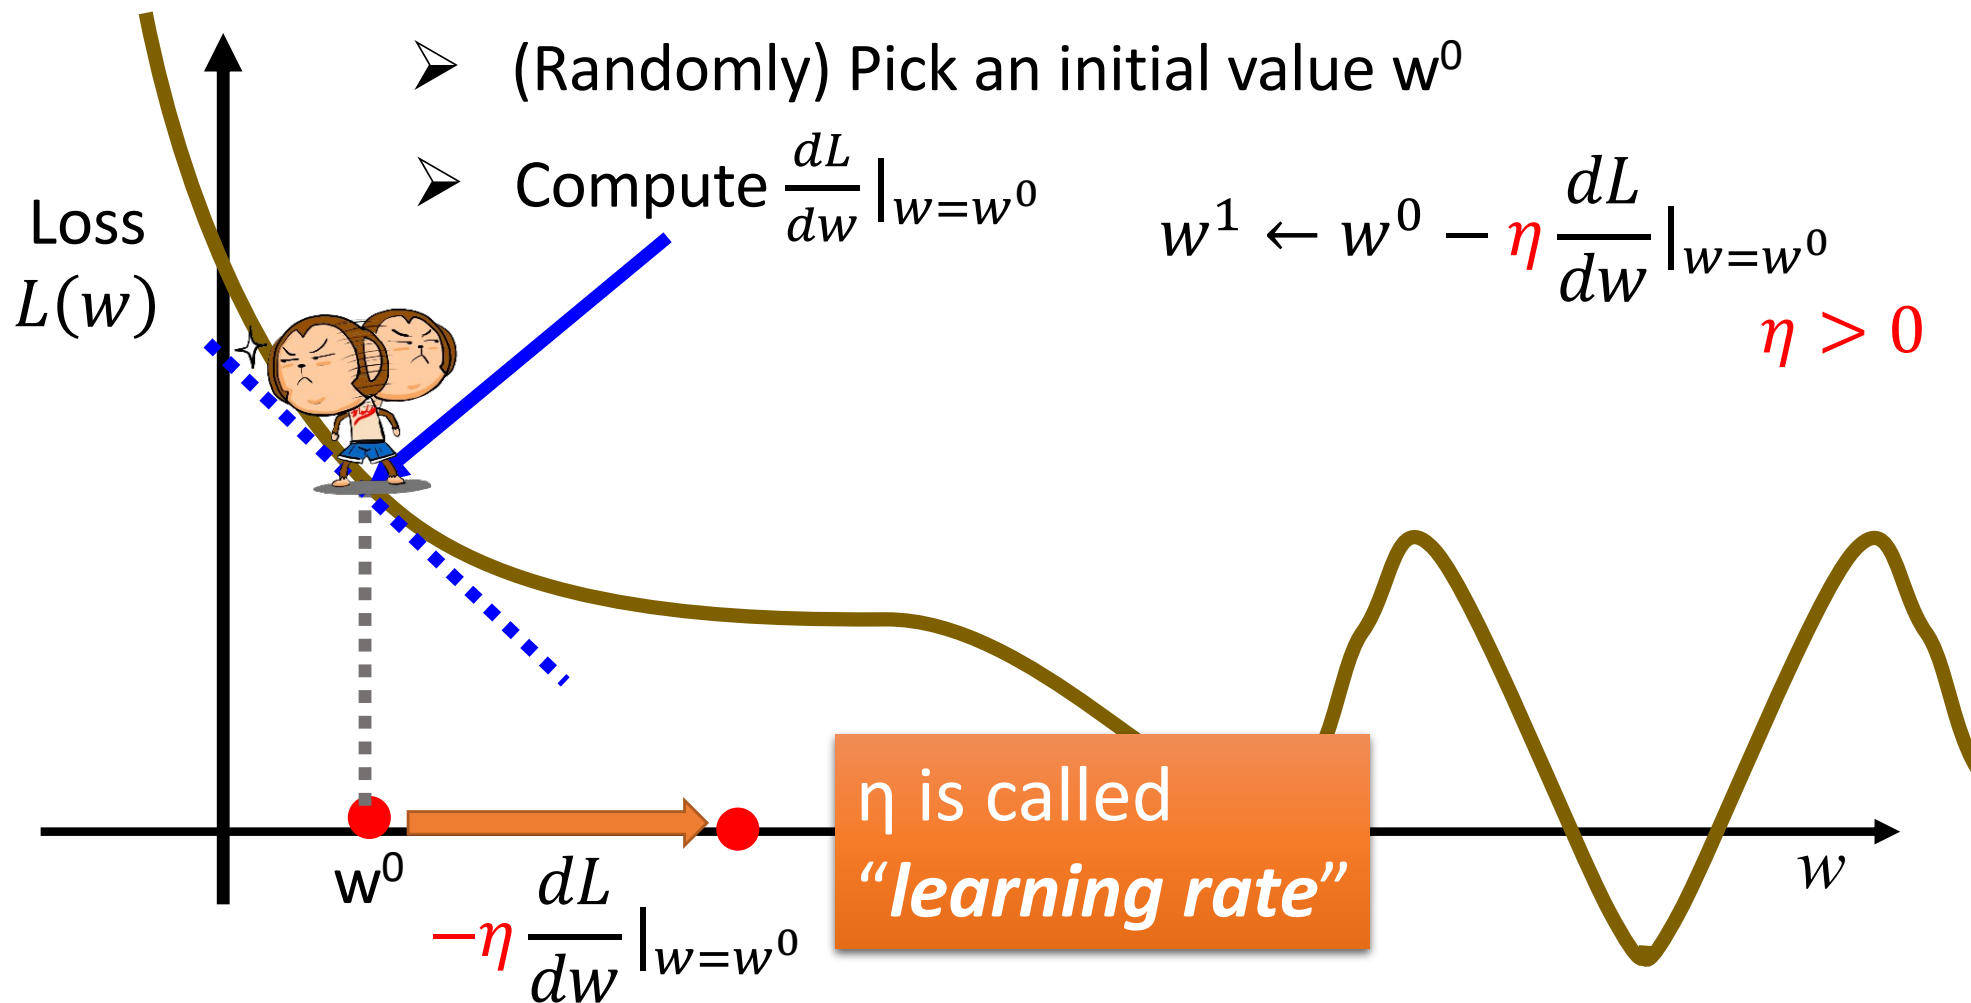 ➢ (Randomly) Pick an initial value w⁰
➢ Compute dL/dw |w=w⁰
w¹ ← w⁰ − η dL/dw |w=w⁰
η > 0
Loss
L(w)
η is called
“learning rate”
w
w⁰
−η dL/dw |w=w⁰